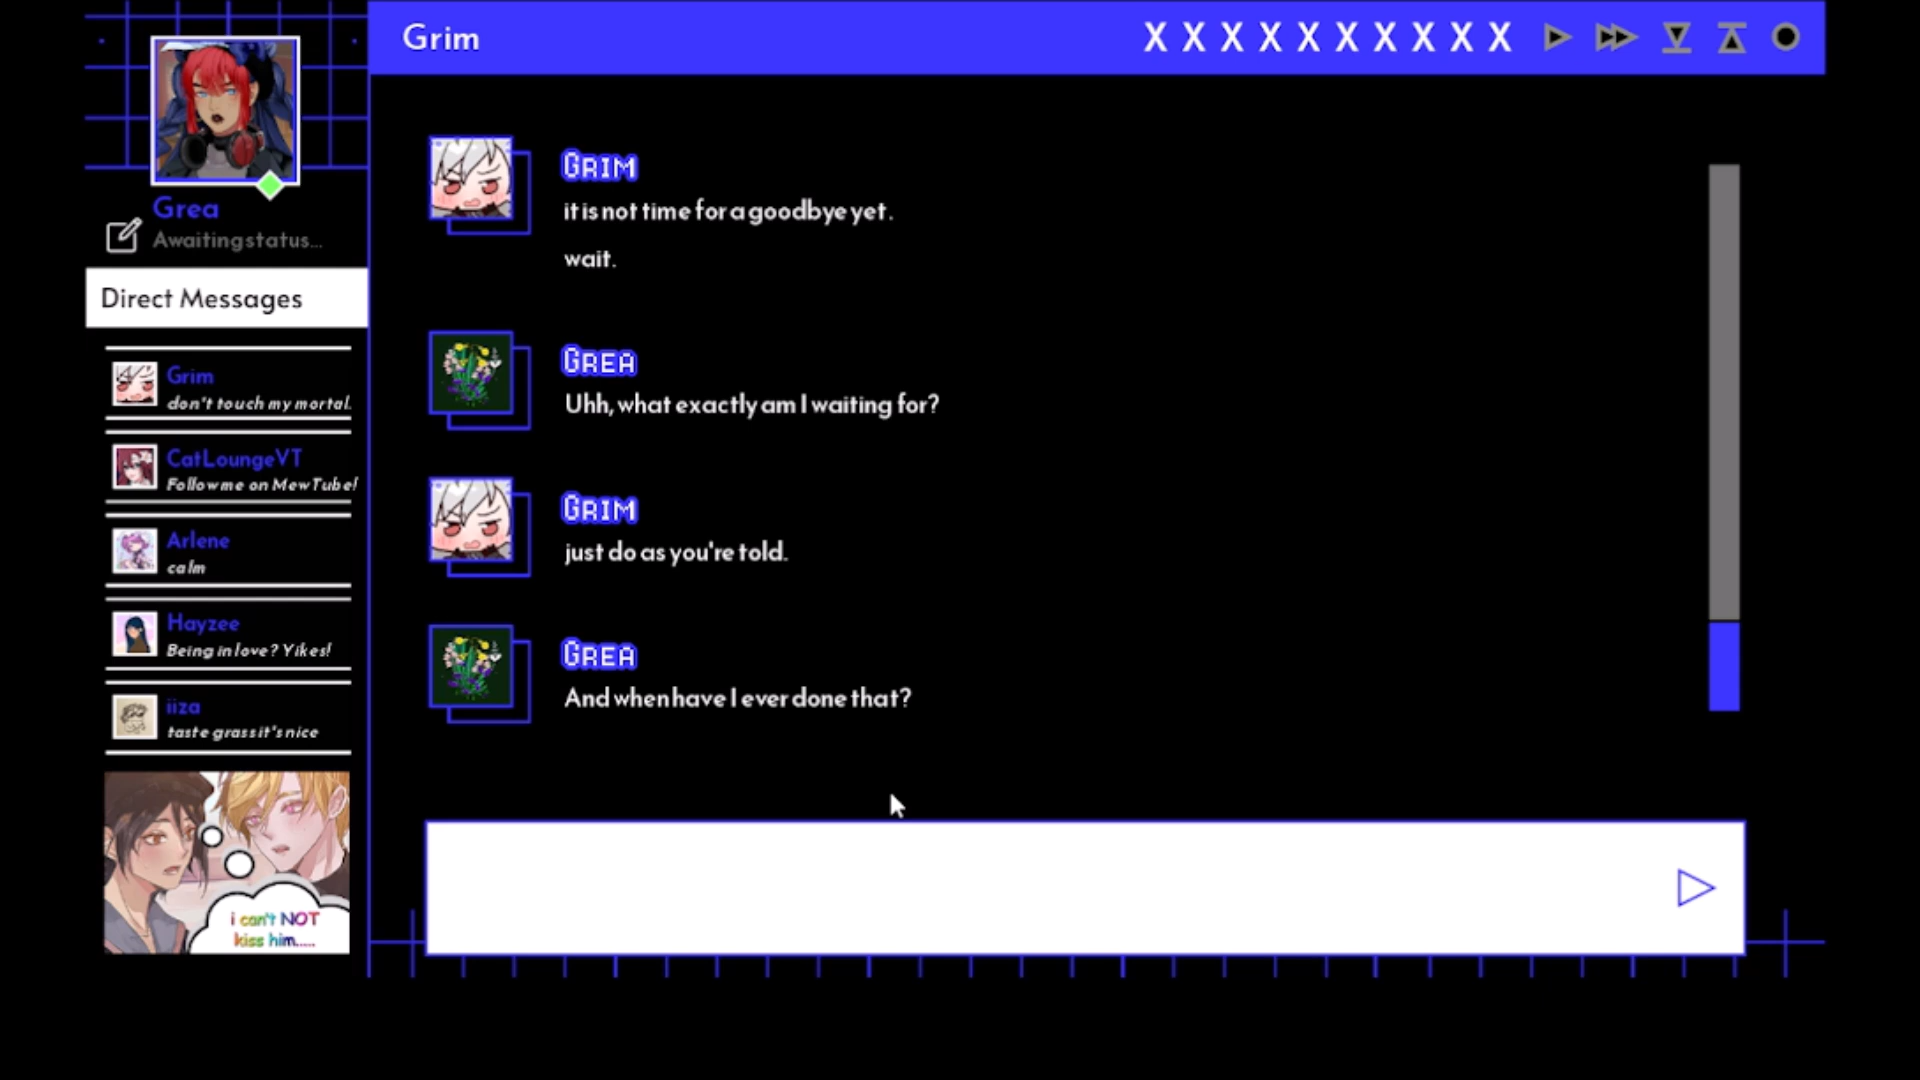 Grim
X X X X X X X X X X
Grea
Awaiting status...
Direct Messages
Grim
don't touch my mortal.
CatLoungeVT
Follow me on MewTube!
Arlene
calm
Hayzee
Being in love? Yikes!
iiza
taste grass it's nice
i can't NOT
kiss him.....
GRIM
it is not time for a goodbye yet.
wait.
GREA
Uhh, what exactly am I waiting for?
GRIM
just do as you're told.
GREA
And when have I ever done that?